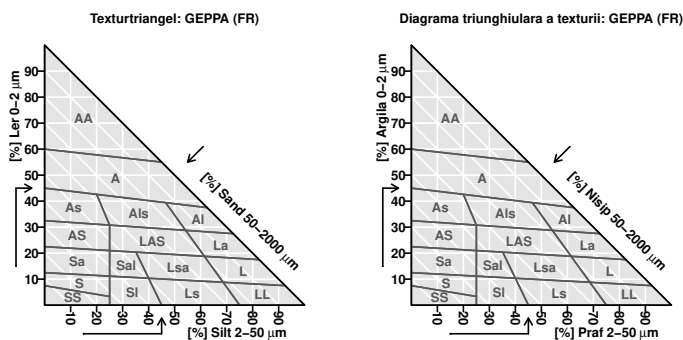 Texturtriangel: GEPPA (FR)
[%] Ler 0−2 µm
90
80
70
60
50
40
30
20
10
AA
A
As
Als
Al
AS
LAS
La
Sa
Sal
Lsa
L
S
SS
Sl
Ls
LL
[%] Sand 50−2000 µm
10
20
30
40
50
60
70
80
90
[%] Silt 2−50 µm
Diagrama triunghiulara a texturii: GEPPA (FR)
[%] Argila 0−2 µm
90
80
70
60
50
40
30
20
10
AA
A
As
Als
Al
AS
LAS
La
Sa
Sal
Lsa
L
S
SS
Sl
Ls
LL
[%] Nisip 50−2000 µm
10
20
30
40
50
60
70
80
90
[%] Praf 2−50 µm